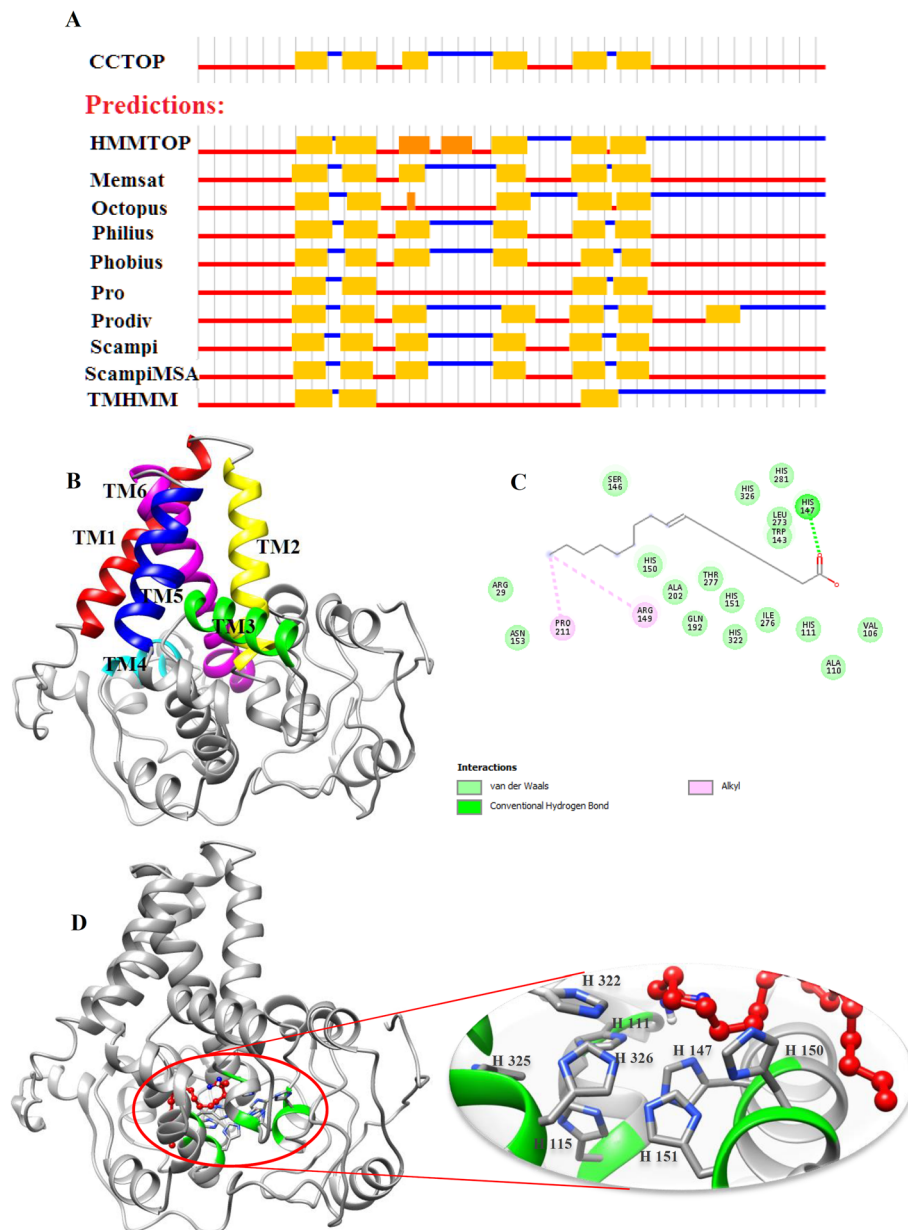 A
CCTOP
Predictions:
HMMTOP
Memsat
Octopus
Philius
Phobius
Pro
Prodiv
Scampi
ScampiMSA
TMHMM
B
TM6
TM1
TM2
TM5
TM3
TM4
C
SER
146
HIS
281
HIS
326
HIS
147
LEU
273
TRP
143
HIS
150
THR
277
ALA
202
HIS
151
ARG
29
ARG
149
GLN
192
ILE
276
HIS
111
VAL
106
PRO
211
ASN
153
HIS
322
ALA
110
Interactions
van der Waals
Alkyl
Conventional Hydrogen Bond
D
H 322
H 111
H 326
H 147
H 150
H 325
H 115
H 151